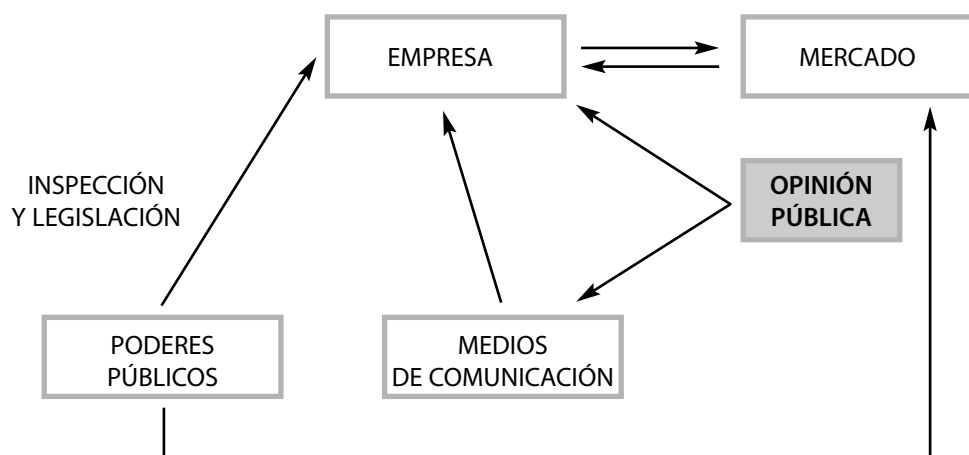 EMPRESA
MERCADO
INSPECCIÓN
Y LEGISLACIÓN
OPINIÓN
PÚBLICA
PODERES
PÚBLICOS
MEDIOS
DE COMUNICACIÓN